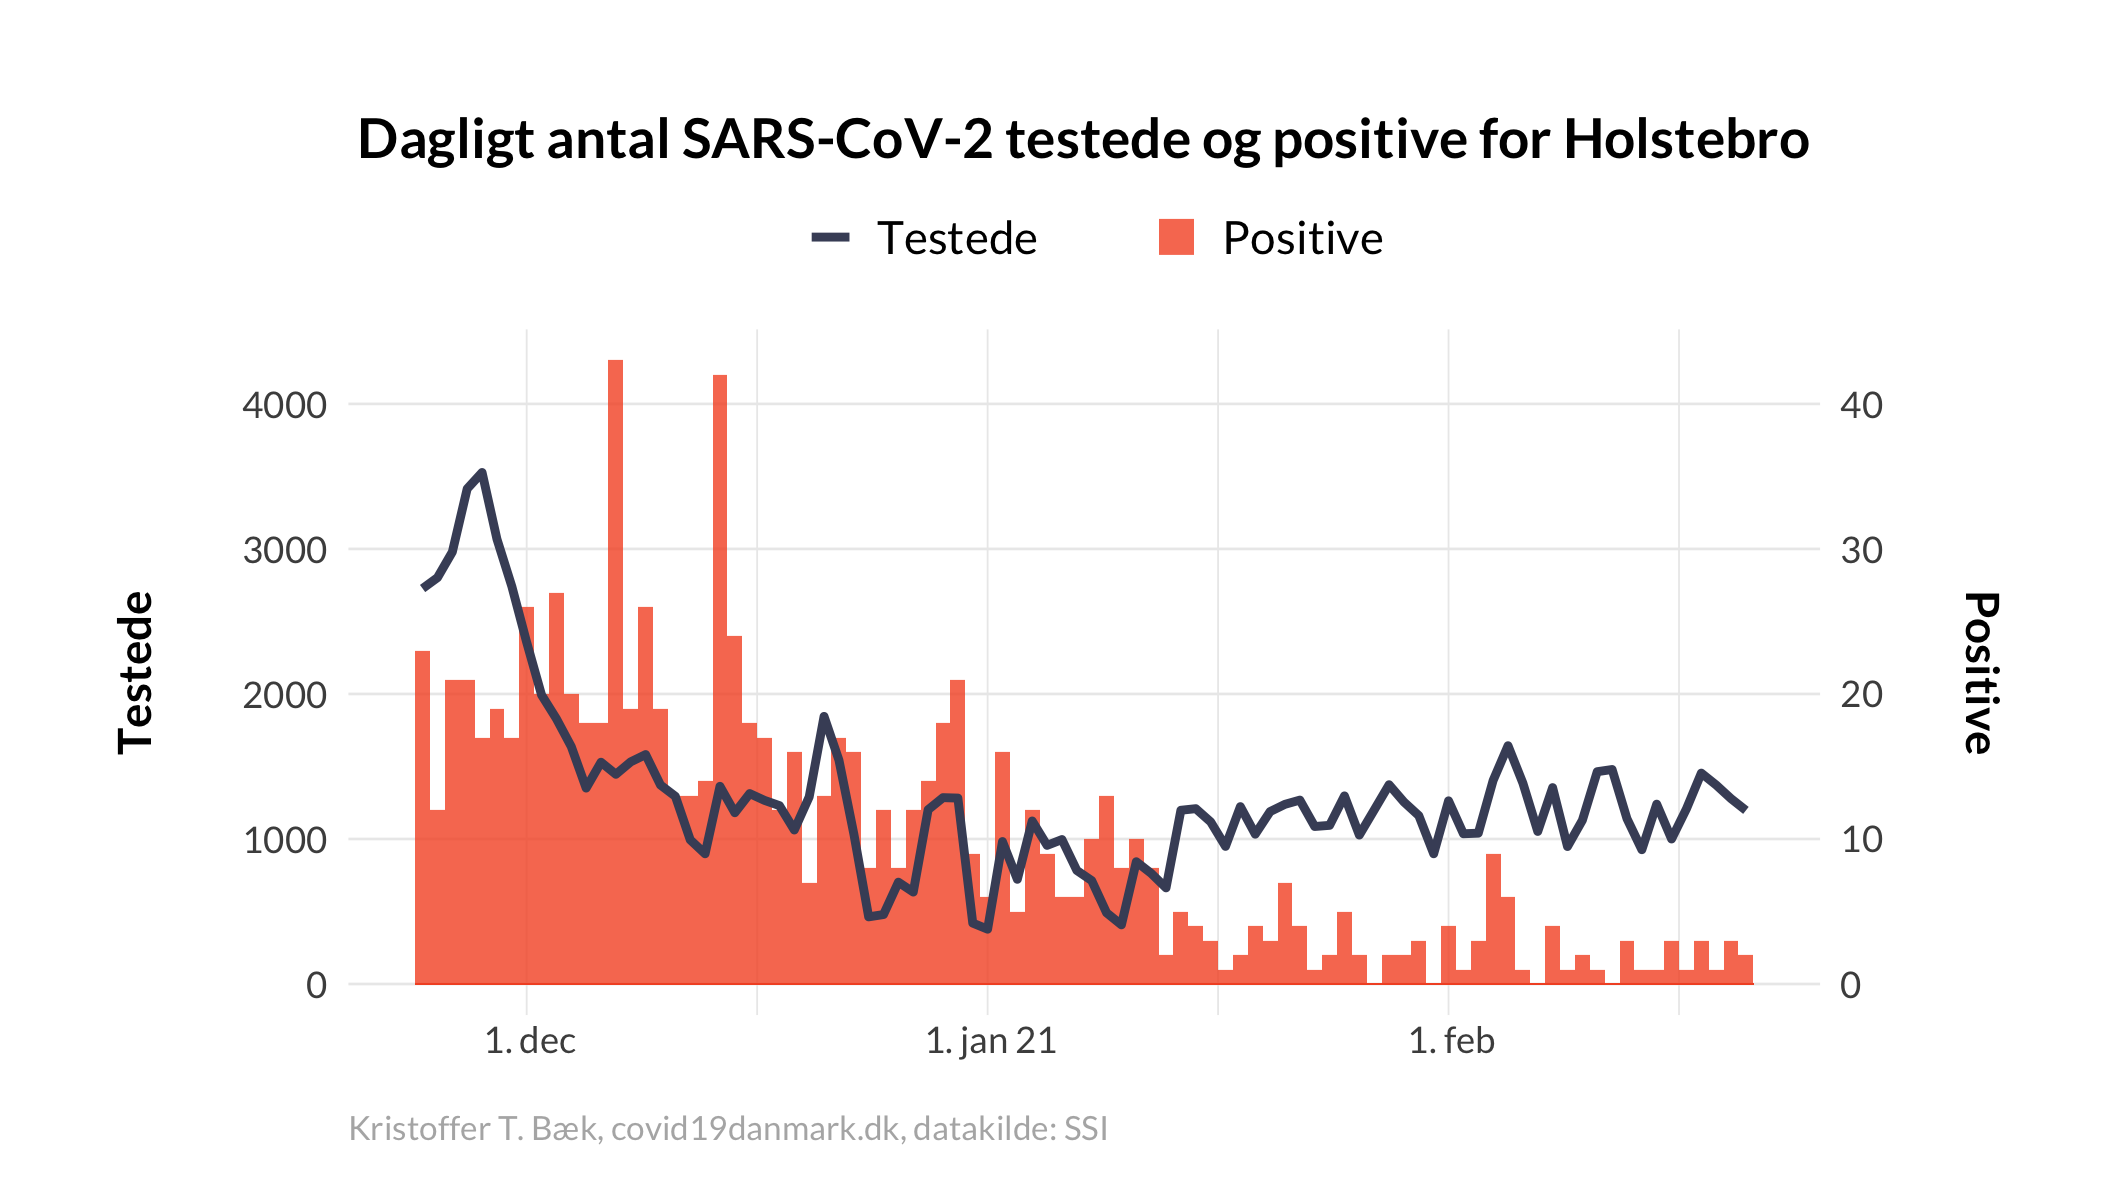 Dagligt antal SARS-CoV-2 testede og positive for Holstebro
Testede Positive
4000 40
3000 30
2000 20
1000 10
0 0
Testede
Positive
1. dec 1. jan 21 1. feb
Kristoffer T. Bæk, covid19danmark.dk, datakilde: SSI